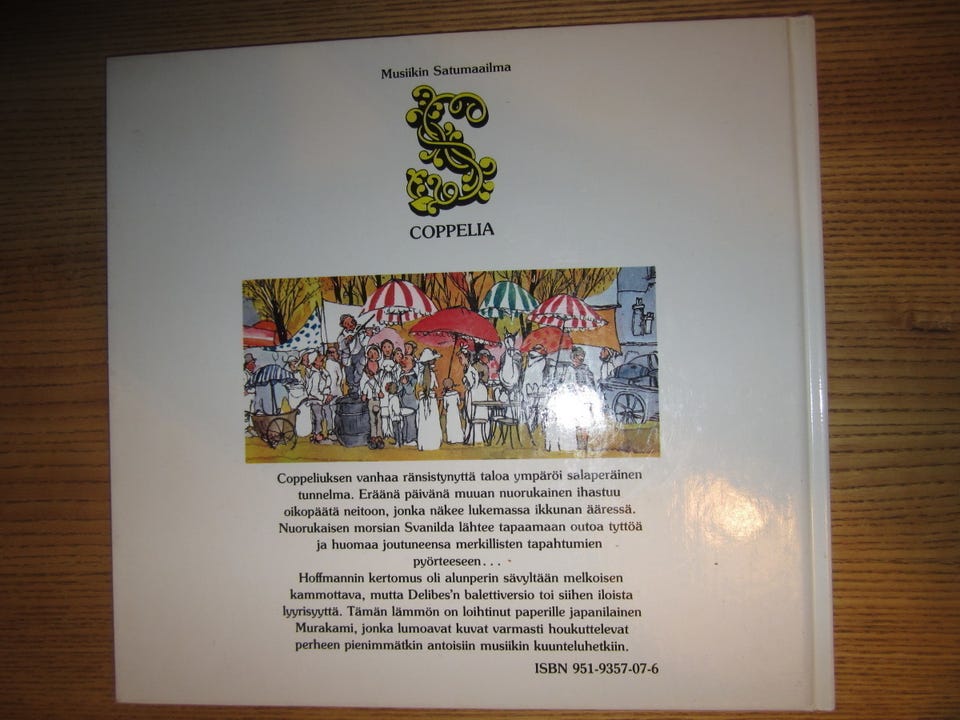 Musiikin Satumaailma
S
COPPELIA
Coppeliuksen vanhaa ränsistynyttä taloa ympäröi salaperäinen
tunnelma. Eräänä päivänä muuan nuorukainen ihastuu
oikopäätä neitoon, jonka näkee lukemassa ikkunan ääressä.
Nuorukaisen morsian Svanilda lähtee tapaamaan outoa tyttöä
ja huomaa joutuneensa merkillisten tapahtumien
pyörteeseen...
Hoffmannin kertomus oli alunperin sävyltään melkoisen
kammottava, mutta Delibes'n balettiversio toi siihen iloista
lyyrisyyttä. Tämän lämmön on loihtinut paperille japanilainen
Murakami, jonka lumoavat kuvat varmasti houkuttelevat
perheen pienimmätkin antoisiin musiikin kuunteluhetkiin.
ISBN 951-9357-07-6